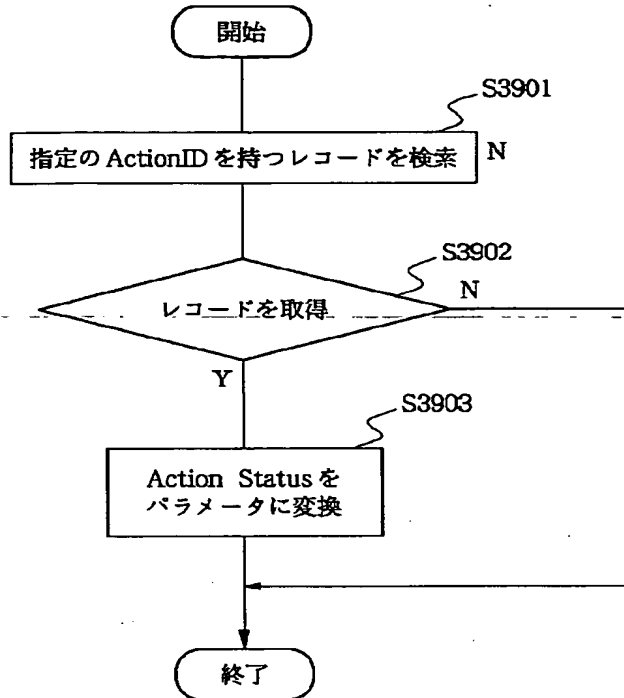 開始
S3901
指定の ActionID を持つレコードを検索
N
S3902
レコードを取得
N
Y
S3903
Action Status を
パラメータに変換
終了